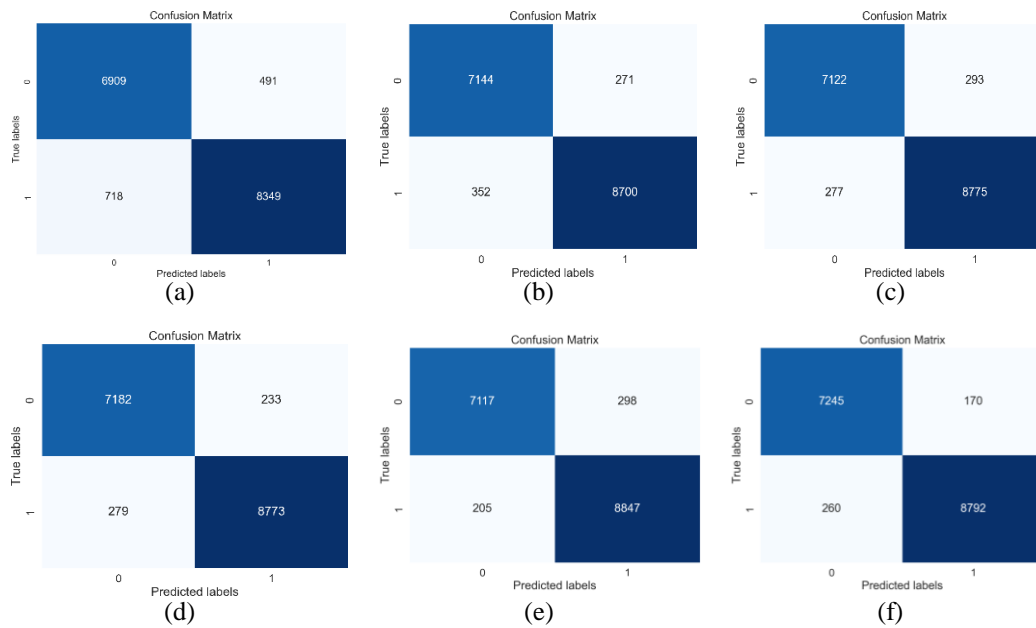 Confusion Matrix
0
6909
491
True labels
1
718
8349
0
1
Predicted labels
(a)
Confusion Matrix
0
7144
271
True labels
1
352
8700
0
1
Predicted labels
(b)
Confusion Matrix
0
7122
293
True labels
1
277
8775
0
1
Predicted labels
(c)
Confusion Matrix
0
7182
233
True labels
1
279
8773
0
1
Predicted labels
(d)
Confusion Matrix
0
7117
298
True labels
1
205
8847
0
1
Predicted labels
(e)
Confusion Matrix
0
7245
170
True labels
1
260
8792
0
1
Predicted labels
(f)